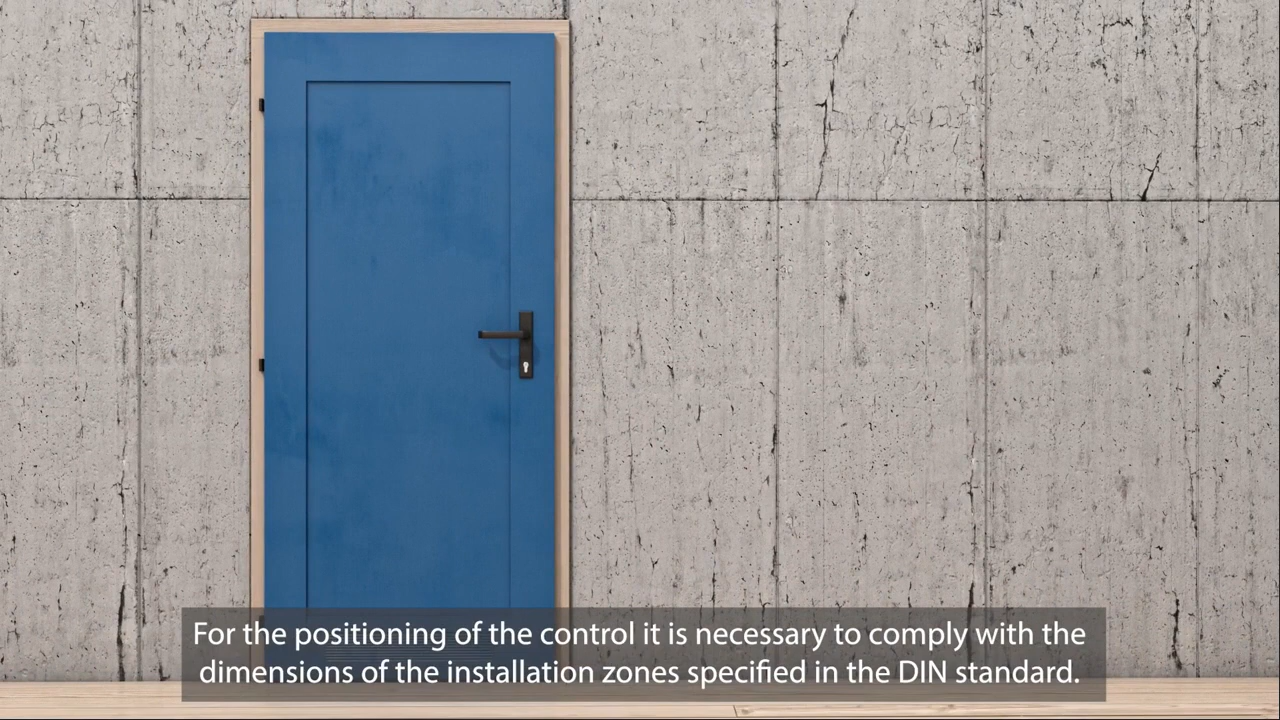 For the positioning of the control it is necessary to comply with the
dimensions of the installation zones specified in the DIN standard.